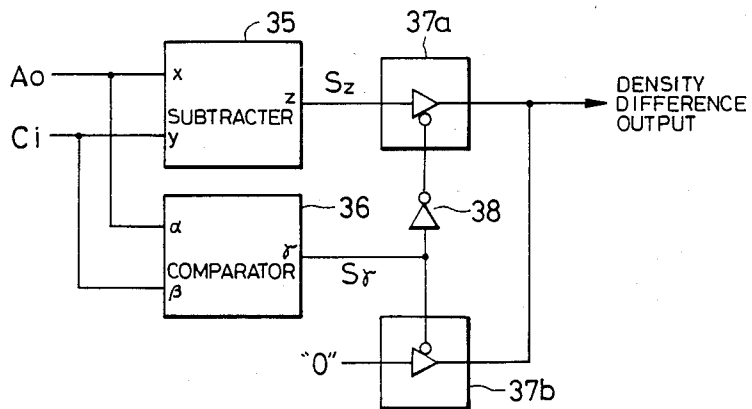 35
37a
Ao
x
Sz
z
SUBTRACTER
DENSITY
DIFFERENCE
OUTPUT
Ci
y
36
38
α
γ
COMPARATOR
Sγ
β
"0"
37b